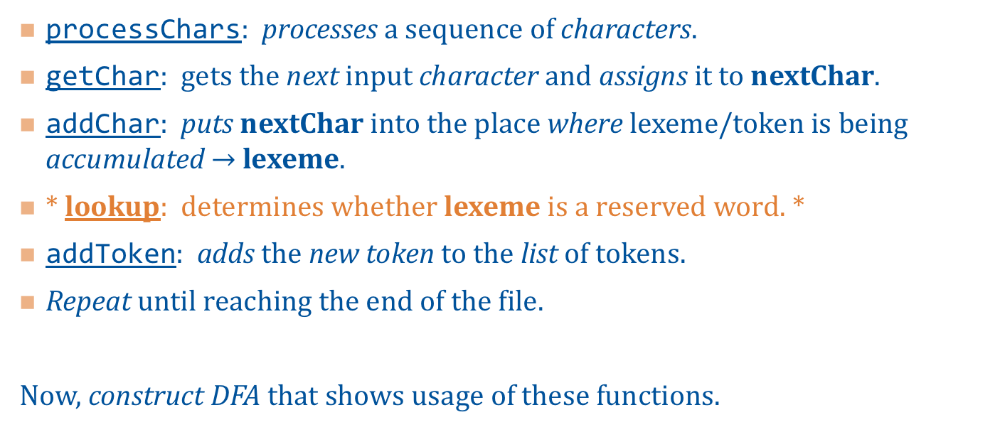 ▪ processChars: processes a sequence of characters.
▪ getChar: gets the next input character and assigns it to nextChar.
▪ addChar: puts nextChar into the place where lexeme/token is being
accumulated → lexeme.
▪ * lookup: determines whether lexeme is a reserved word. *
▪ addToken: adds the new token to the list of tokens.
▪ Repeat until reaching the end of the file.
Now, construct DFA that shows usage of these functions.